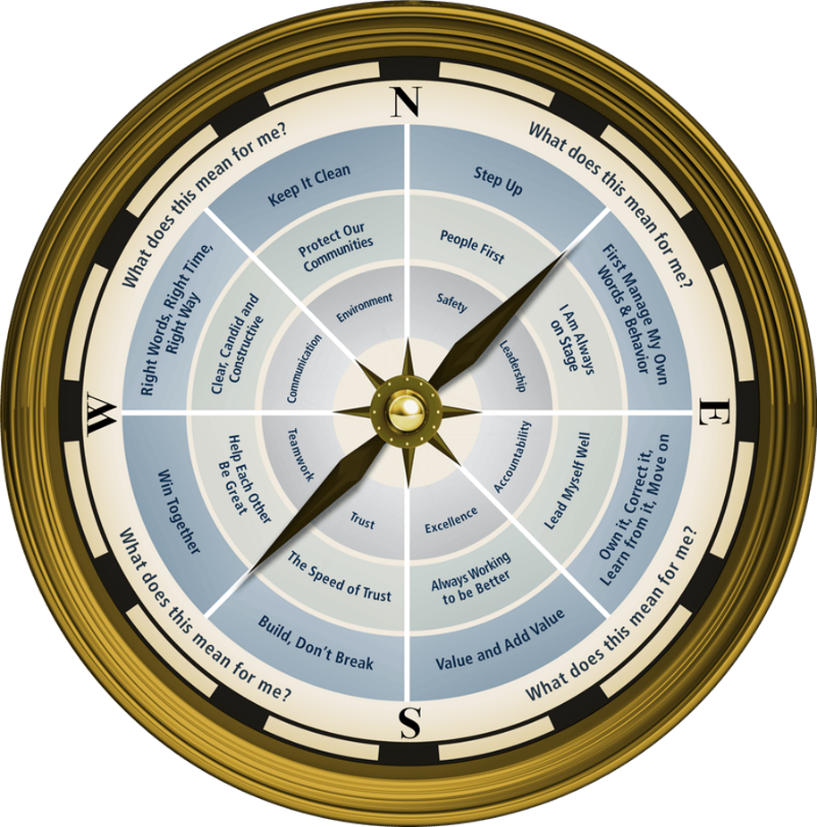 N
What does this mean for me?
What does this mean for me?
Keep It Clean
Step Up
Protect Our
Communities
People First
Environment
Safety
Right Words, Right Time,
Right Way
Clear, Candid and
Constructive
Communication
Leadership
I Am Always
on Stage
First Manage My Own
Words & Behavior
W
E
Win Together
Help Each Other
Be Great
Teamwork
Accountability
Lead Myself Well
Own it, Correct it,
Learn from it, Move on
Trust
Excellence
The Speed of Trust
Always Working
to be Better
Build, Don't Break
Value and Add Value
What does this mean for me?
What does this mean for me?
S